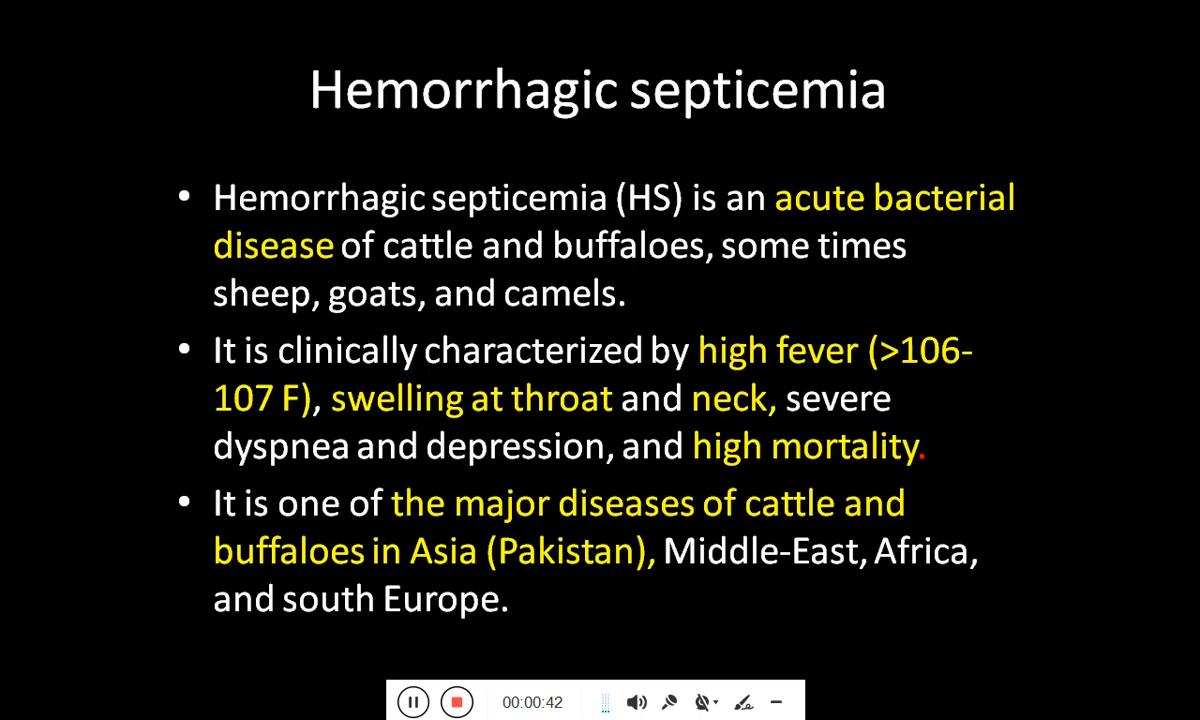 Hemorrhagic septicemia
• Hemorrhagic septicemia (HS) is an acute bacterial
disease of cattle and buffaloes, some times
sheep, goats, and camels.
• It is clinically characterized by high fever (>106-
107 F), swelling at throat and neck, severe
dyspnea and depression, and high mortality.
• It is one of the major diseases of cattle and
buffaloes in Asia (Pakistan), Middle-East, Africa,
and south Europe.
00:00:42